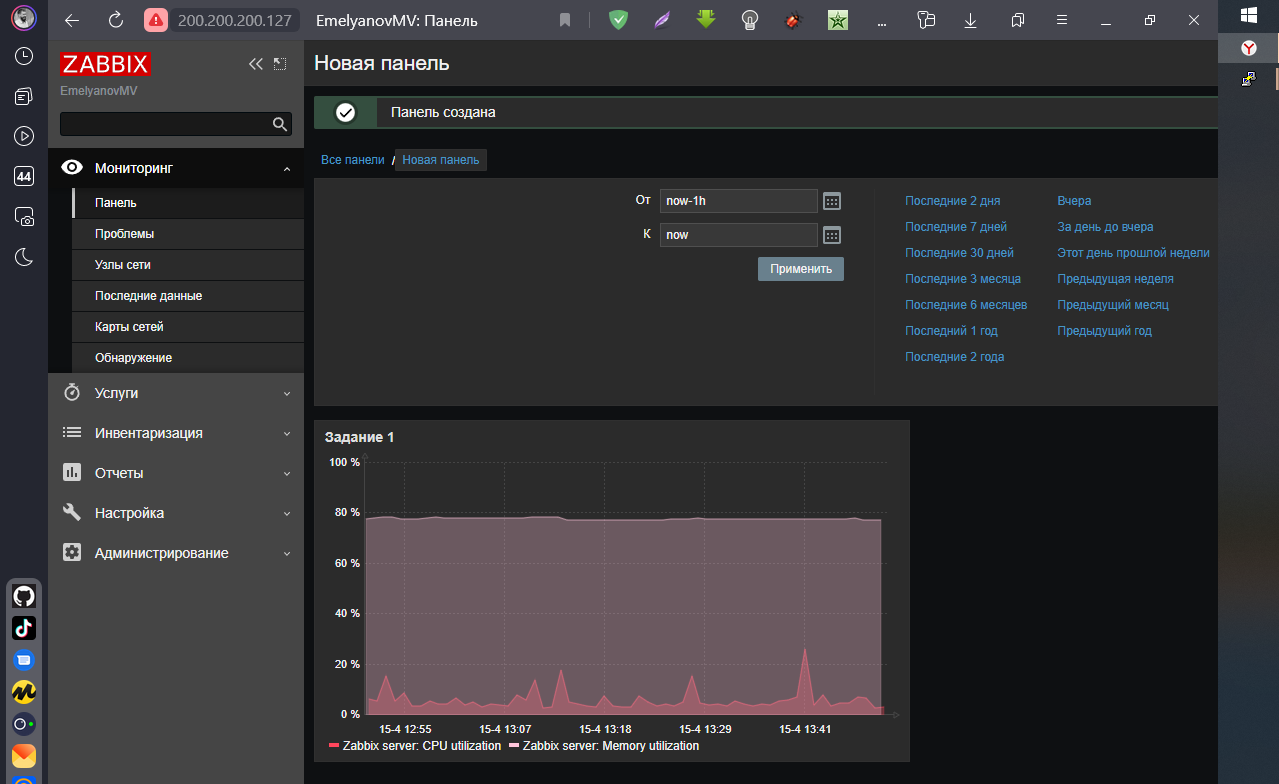 200.200.200.127
EmelyanovMV: Панель
...
44
ZABBIX
EmelyanovMV
Мониторинг
Панель
Проблемы
Узлы сети
Последние данные
Карты сетей
Обнаружение
Услуги
Инвентаризация
Отчеты
Настройка
Администрирование
Новая панель
Панель создана
Все панели / Новая панель
От now-1h
К now
Применить
Последние 2 дня
Последние 7 дней
Последние 30 дней
Последние 3 месяца
Последние 6 месяцев
Последний 1 год
Последние 2 года
Вчера
За день до вчера
Этот день прошлой недели
Предыдущая неделя
Предыдущий месяц
Предыдущий год
Задание 1
100 %
80 %
60 %
40 %
20 %
0 %
15-4 12:55 15-4 13:07 15-4 13:18 15-4 13:29 15-4 13:41
Zabbix server: CPU utilization Zabbix server: Memory utilization